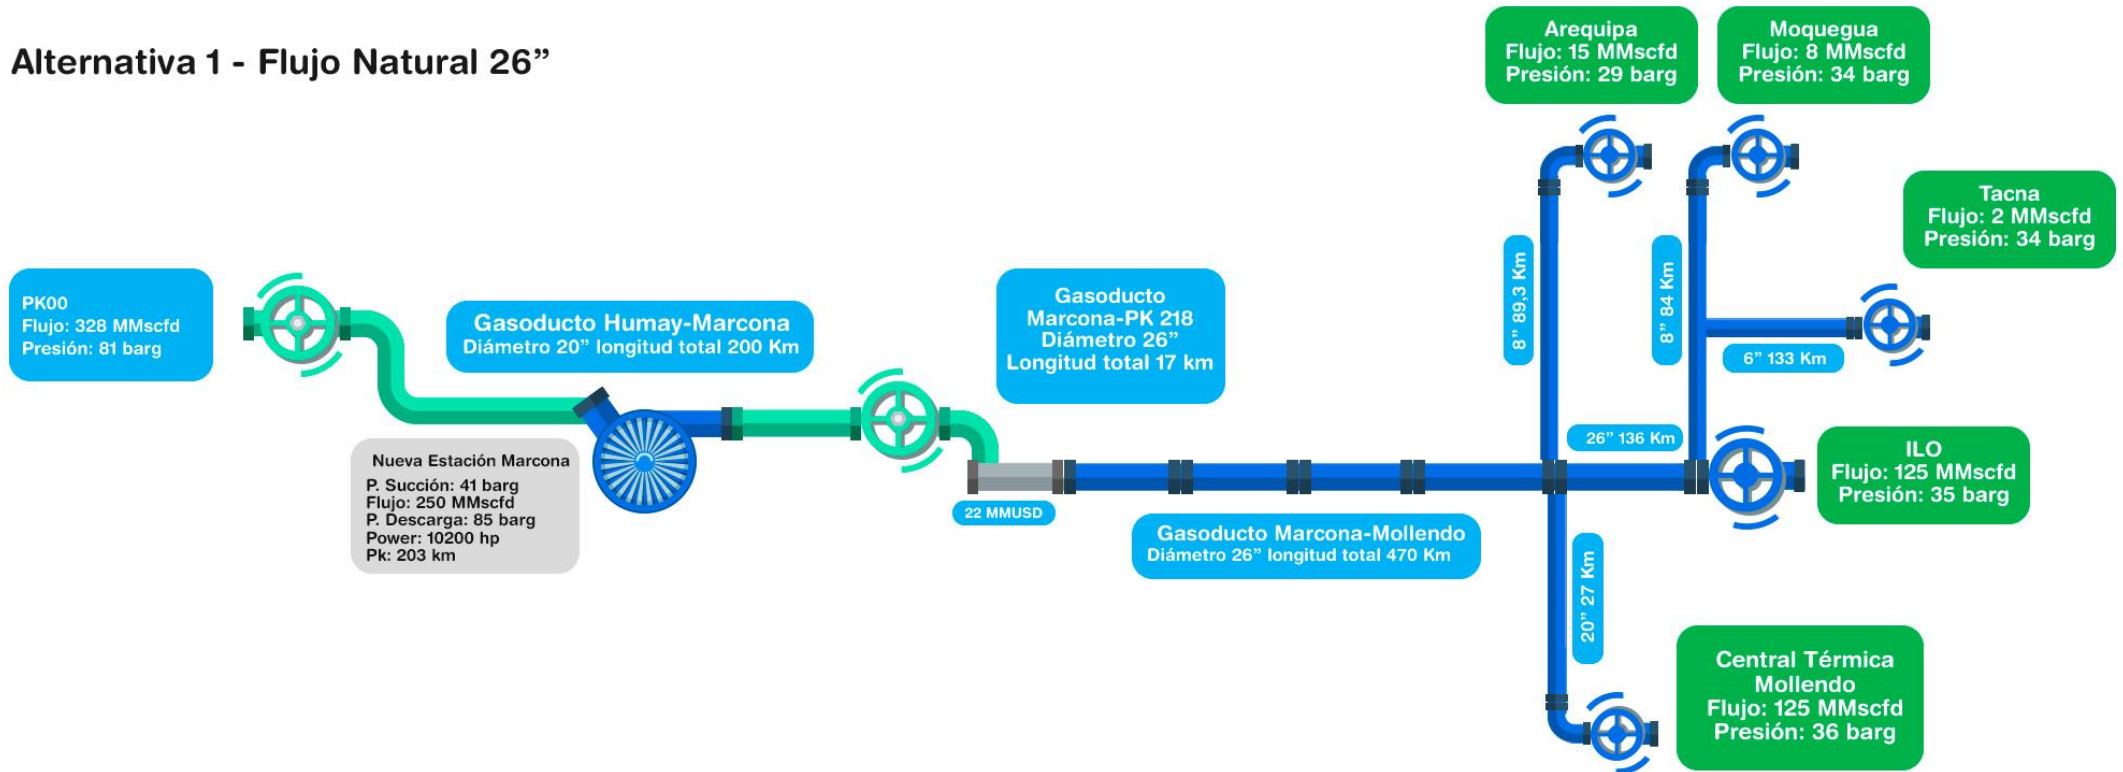 Alternativa 1 - Flujo Natural 26”
Arequipa
Flujo: 15 MMscfd
Presión: 29 barg
Moquegua
Flujo: 8 MMscfd
Presión: 34 barg
Tacna
Flujo: 2 MMscfd
Presión: 34 barg
PK00
Flujo: 328 MMscfd
Presión: 81 barg
Gasoducto Humay-Marcona
Diámetro 20” longitud total 200 Km
Gasoducto
Marcona-PK 218
Diámetro 26”
Longitud total 17 km
8” 89,3 Km
8” 84 Km
6” 133 Km
Nueva Estación Marcona
P. Succión: 41 barg
Flujo: 250 MMscfd
P. Descarga: 85 barg
Power: 10200 hp
Pk: 203 km
22 MMUSD
26” 136 Km
ILO
Flujo: 125 MMscfd
Presión: 35 barg
Gasoducto Marcona-Mollendo
Diámetro 26” longitud total 470 Km
20” 27 Km
Central Térmica
Mollendo
Flujo: 125 MMscfd
Presión: 36 barg